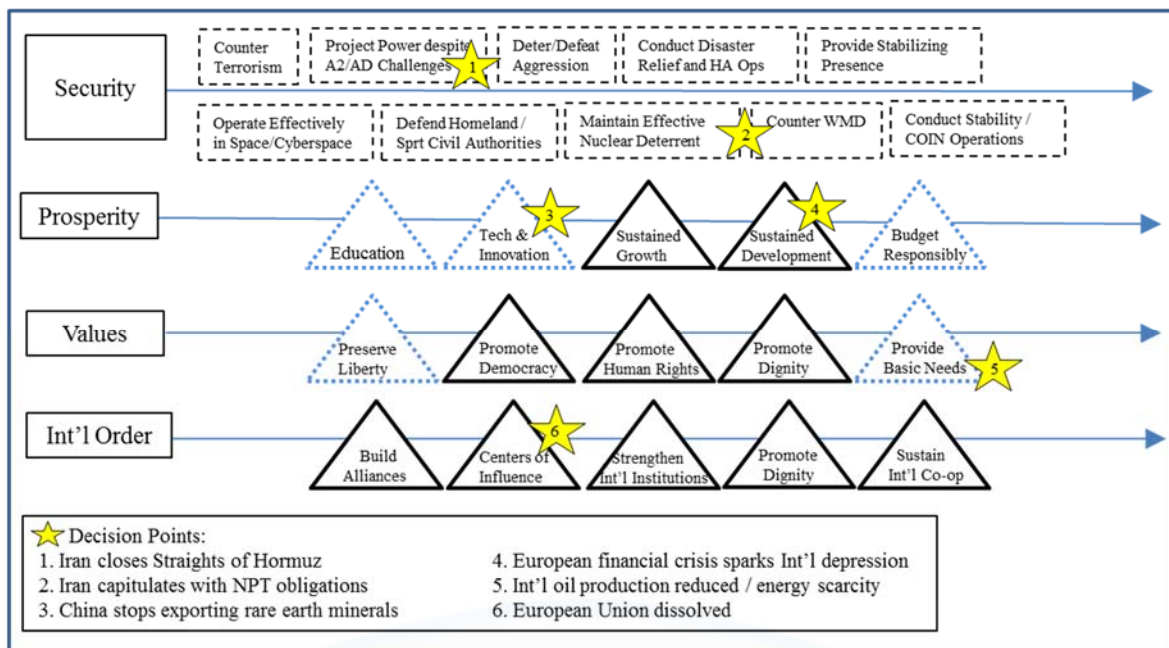 Security
Counter
Terrorism
Project Power despite
A2/AD Challenges
1
Deter/Defeat
Aggression
Conduct Disaster
Relief and HA Ops
Provide Stabilizing
Presence
Operate Effectively
in Space/Cyberspace
Defend Homeland /
Sprt Civil Authorities
Maintain Effective
Nuclear Deterrent
2
Counter WMD
Conduct Stability /
COIN Operations
Prosperity
Education
Tech &
Innovation
3
Sustained
Growth
Sustained
Development
4
Budget
Responsibly
Values
Preserve
Liberty
Promote
Democracy
Promote
Human Rights
Promote
Dignity
Provide
Basic Needs
5
Int'l Order
Build
Alliances
Centers of
Influence
6
Strengthen
Int'l Institutions
Promote
Dignity
Sustain
Int'l Co-op
Decision Points:
1. Iran closes Straights of Hormuz
2. Iran capitulates with NPT obligations
3. China stops exporting rare earth minerals
4. European financial crisis sparks Int'l depression
5. Int'l oil production reduced / energy scarcity
6. European Union dissolved